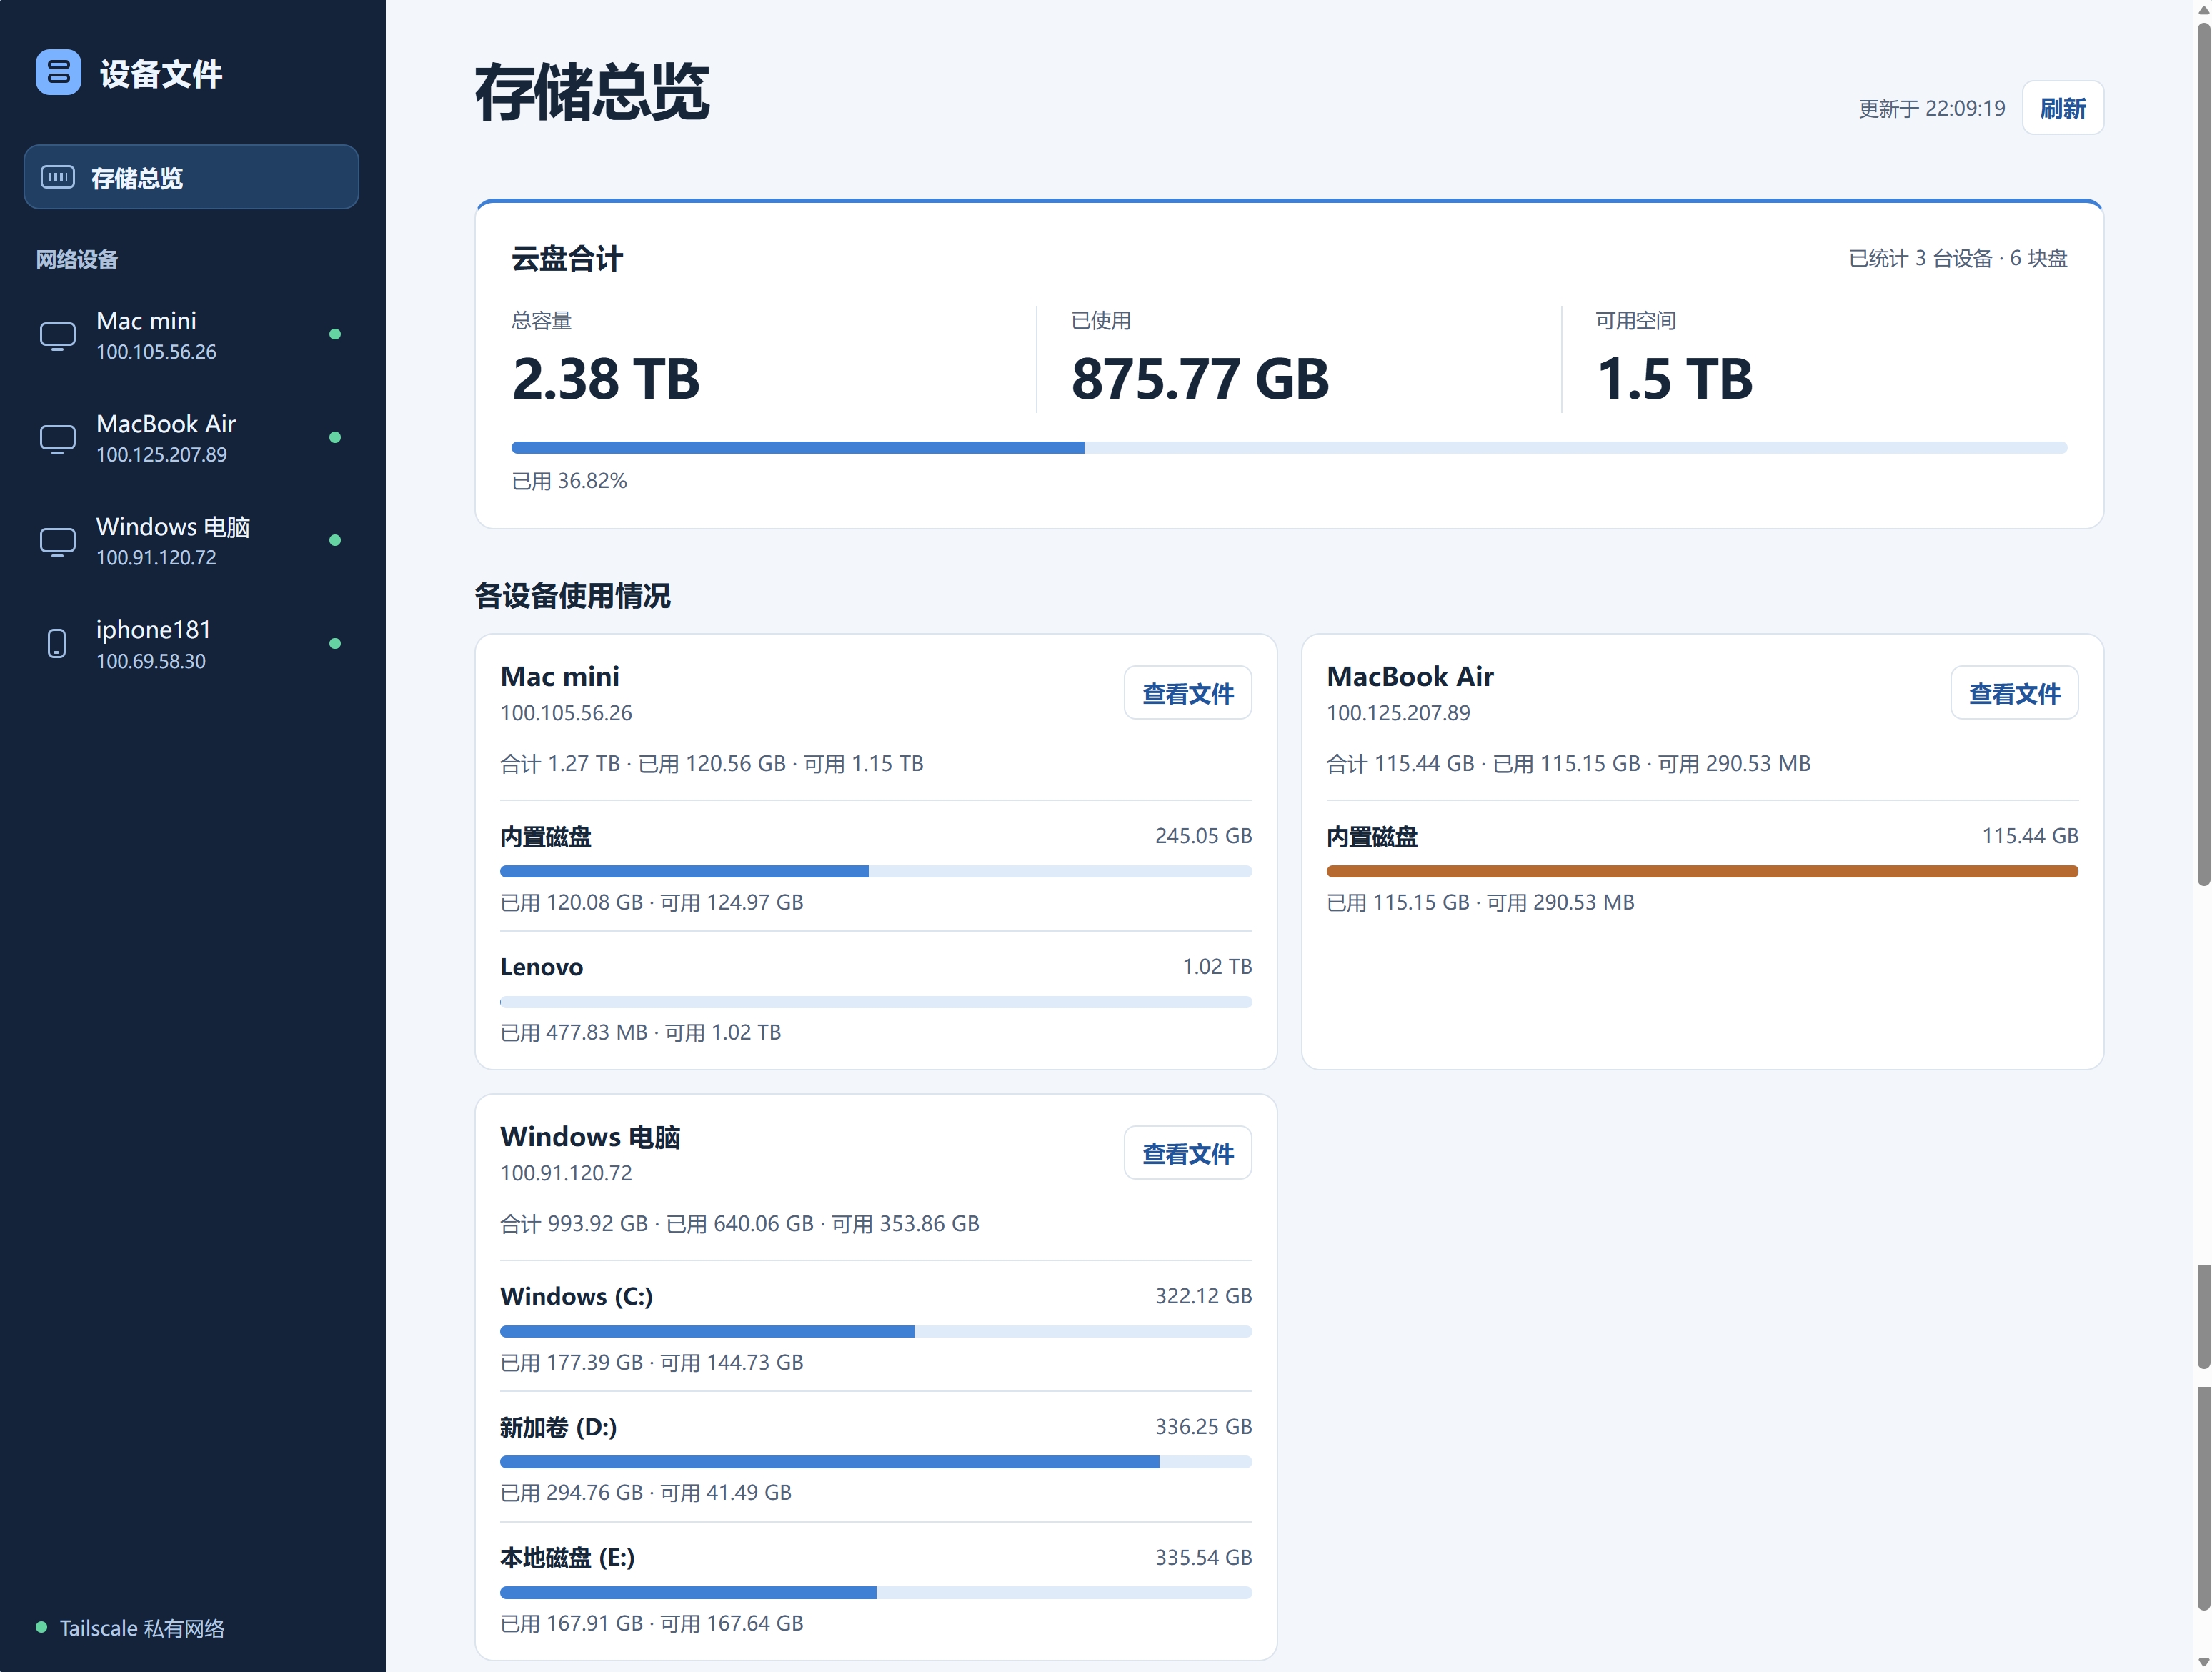 设备文件
存储总览
网络设备
Mac mini
100.105.56.26
MacBook Air
100.125.207.89
Windows 电脑
100.91.120.72
iphone181
100.69.58.30
Tailscale 私有网络
存储总览
更新于 22:09:19
刷新
云盘合计
已统计 3 台设备 · 6 块盘
总容量
2.38 TB
已使用
875.77 GB
可用空间
1.5 TB
已用 36.82%
各设备使用情况
Mac mini
100.105.56.26
查看文件
合计 1.27 TB · 已用 120.56 GB · 可用 1.15 TB
内置磁盘
245.05 GB
已用 120.08 GB · 可用 124.97 GB
Lenovo
1.02 TB
已用 477.83 MB · 可用 1.02 TB
MacBook Air
100.125.207.89
查看文件
合计 115.44 GB · 已用 115.15 GB · 可用 290.53 MB
内置磁盘
115.44 GB
已用 115.15 GB · 可用 290.53 MB
Windows 电脑
100.91.120.72
查看文件
合计 993.92 GB · 已用 640.06 GB · 可用 353.86 GB
Windows (C:)
322.12 GB
已用 177.39 GB · 可用 144.73 GB
新加卷 (D:)
336.25 GB
已用 294.76 GB · 可用 41.49 GB
本地磁盘 (E:)
335.54 GB
已用 167.91 GB · 可用 167.64 GB